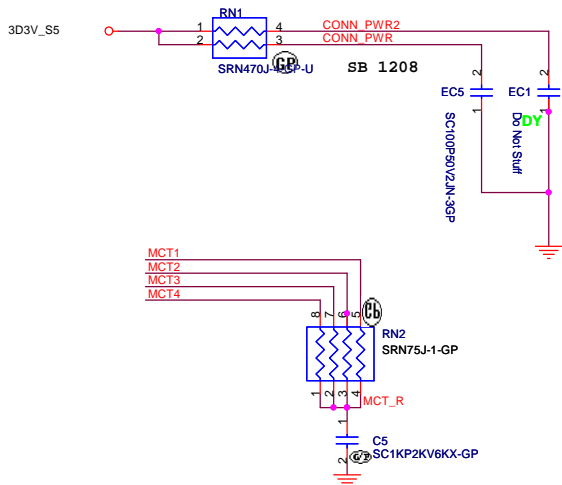 RN1
3D3V_S5
1
4
CONN_PWR2
2
3
CONN_PWR
GP
SRN470J-4-GP-U
SB 1208
2
2
EC5
EC1
1
1
DY
SC100P50V2JN-3GP
Do Not Stuff
MCT1
MCT2
MCT3
MCT4
8
7
6
5
RN2
SRN75J-1-GP
1
2
3
4
MCT_R
1
C5
2
GP
SC1KP2KV6KX-GP